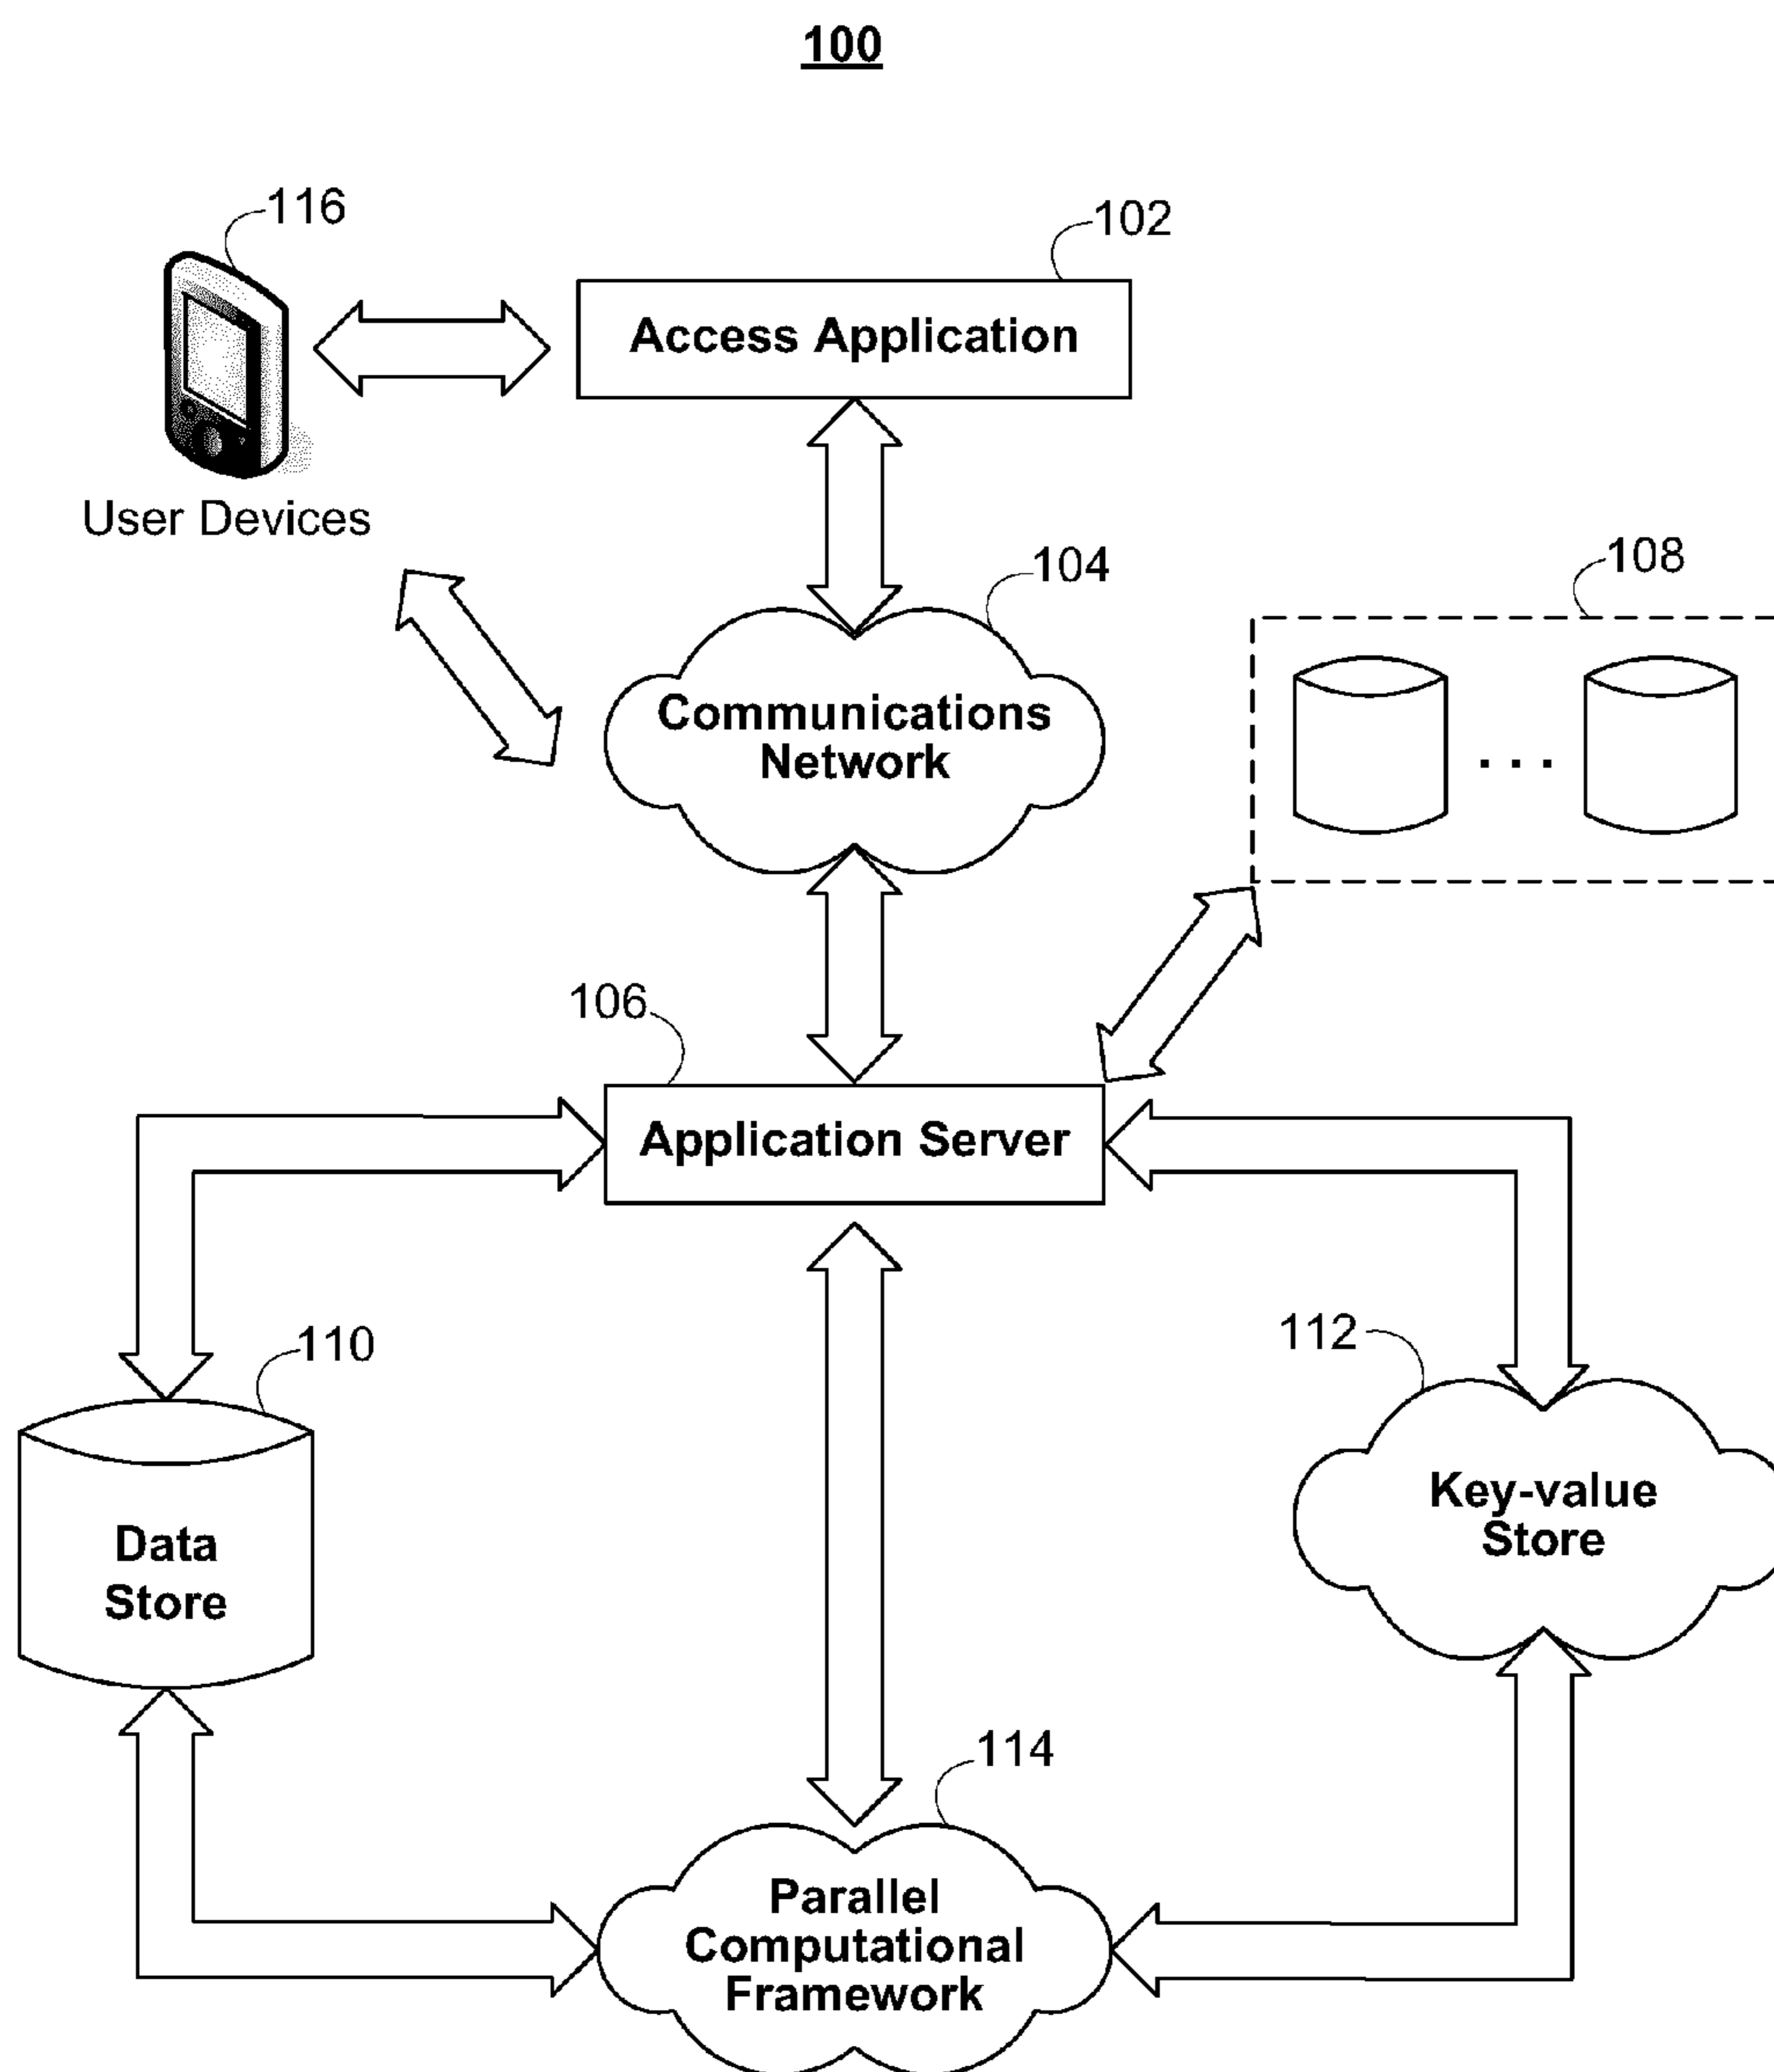 100
116
102
Access Application
User Devices
104
108
Communications
Network
106
Application Server
110
112
Key-value
Store
Data
Store
114
Parallel
Computational
Framework